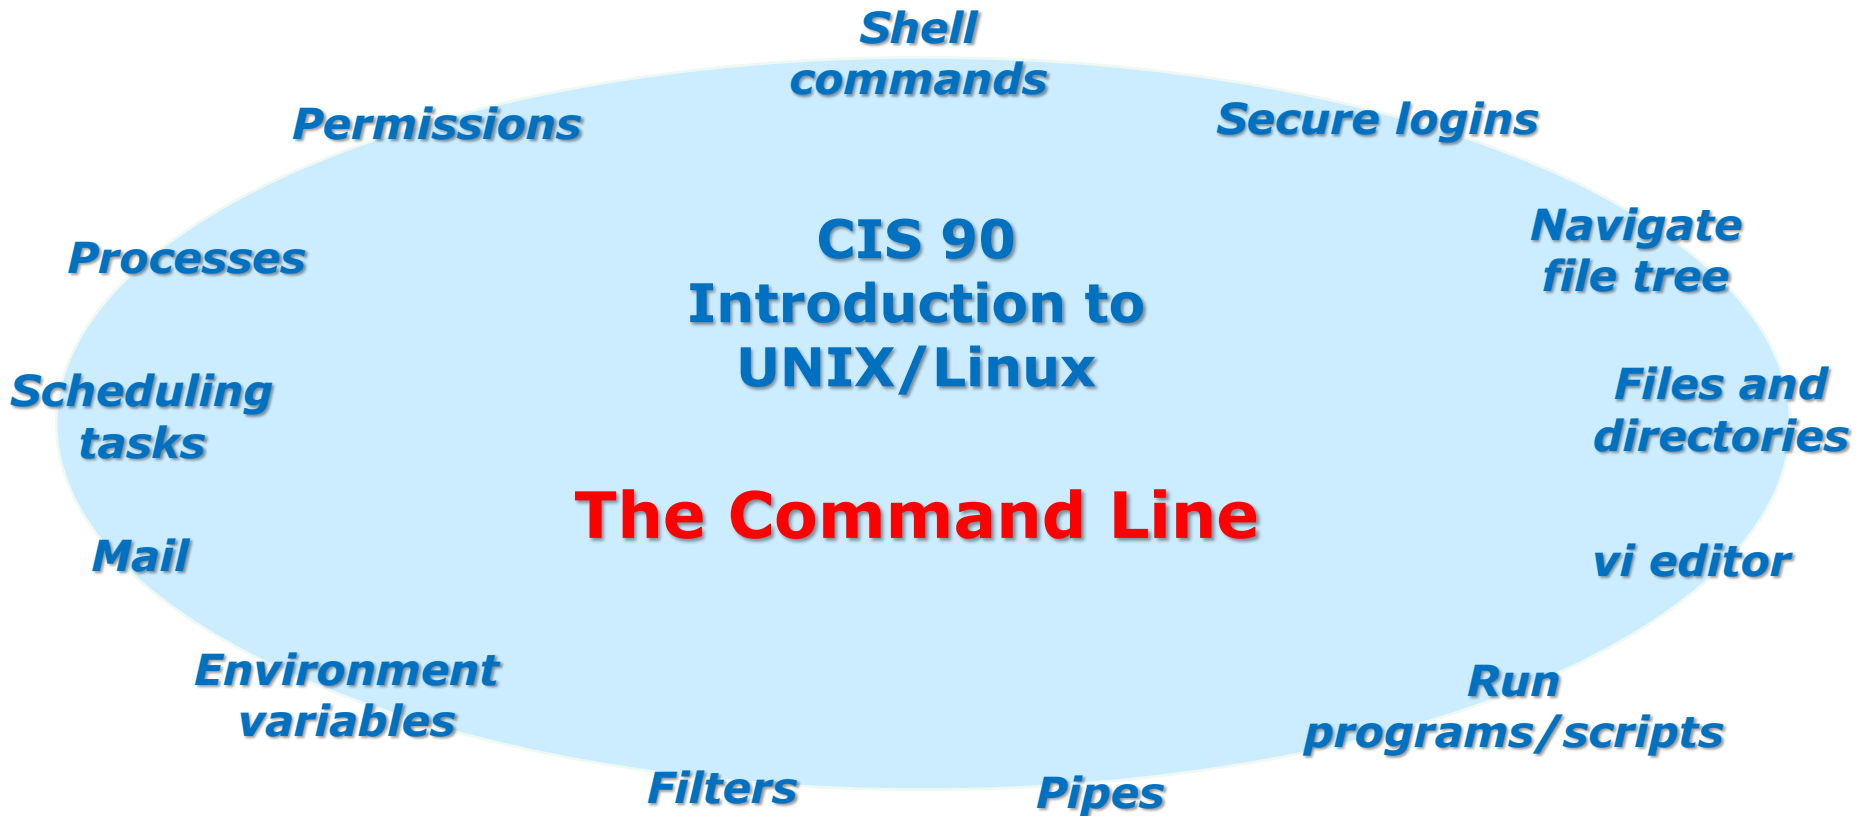 Shell
commands
Permissions
Secure logins
CIS 90
Introduction to
UNIX/Linux
Navigate
file tree
Processes
Scheduling
tasks
Files and
directories
The Command Line
Mail
vi editor
Environment
variables
Run
programs/scripts
Filters
Pipes